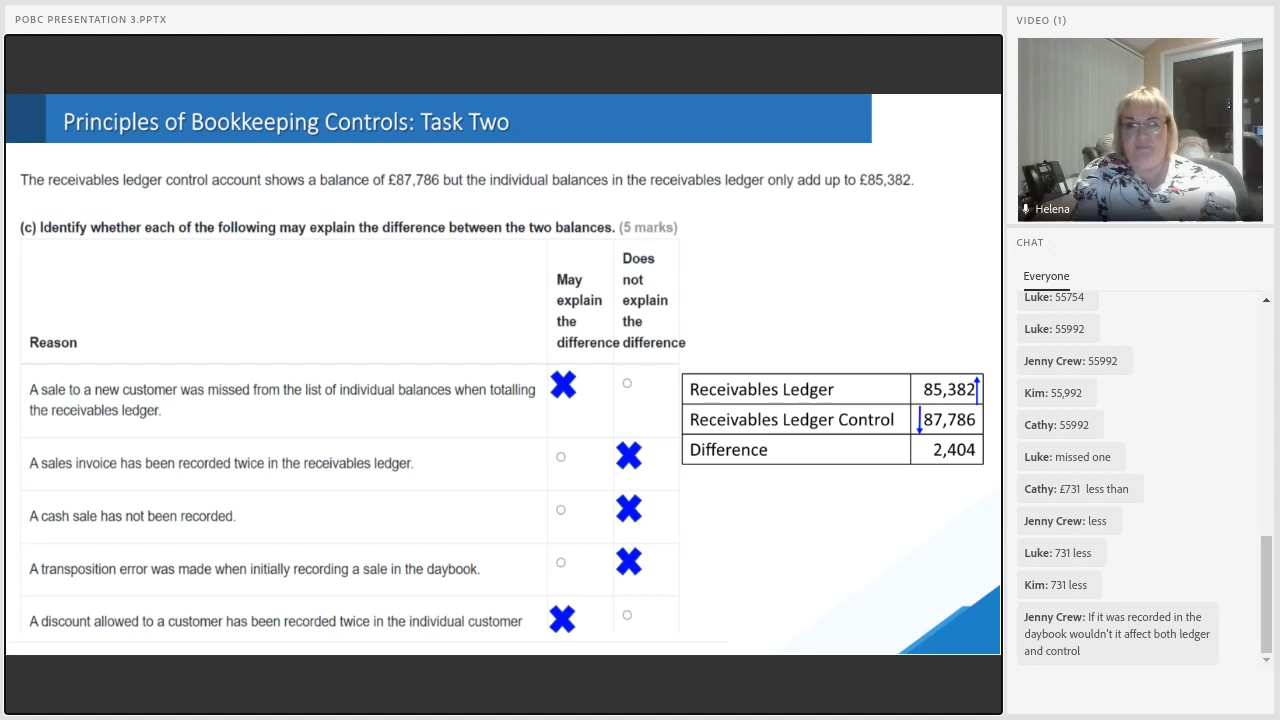 POBC PRESENTATION 3.PPTX
Principles of Bookkeeping Controls: Task Two
The receivables ledger control account shows a balance of £87,786 but the individual balances in the receivables ledger only add up to £85,382.
(c) Identify whether each of the following may explain the difference between the two balances. (5 marks)
Reason
May
explain
the
difference
Does
not
explain
the
difference
A sale to a new customer was missed from the list of individual balances when totalling
the receivables ledger.
A sales invoice has been recorded twice in the receivables ledger.
A cash sale has not been recorded.
A transposition error was made when initially recording a sale in the daybook.
A discount allowed to a customer has been recorded twice in the individual customer
Receivables Ledger 85,382
Receivables Ledger Control 87,786
Difference 2,404
VIDEO (1)
Helena
CHAT
Everyone
Luke: 55754
Luke: 55992
Jenny Crew: 55992
Kim: 55,992
Cathy: 55992
Luke: missed one
Cathy: £731 less than
Jenny Crew: less
Luke: 731 less
Kim: 731 less
Jenny Crew: If it was recorded in the
daybook wouldn't it affect both ledger
and control